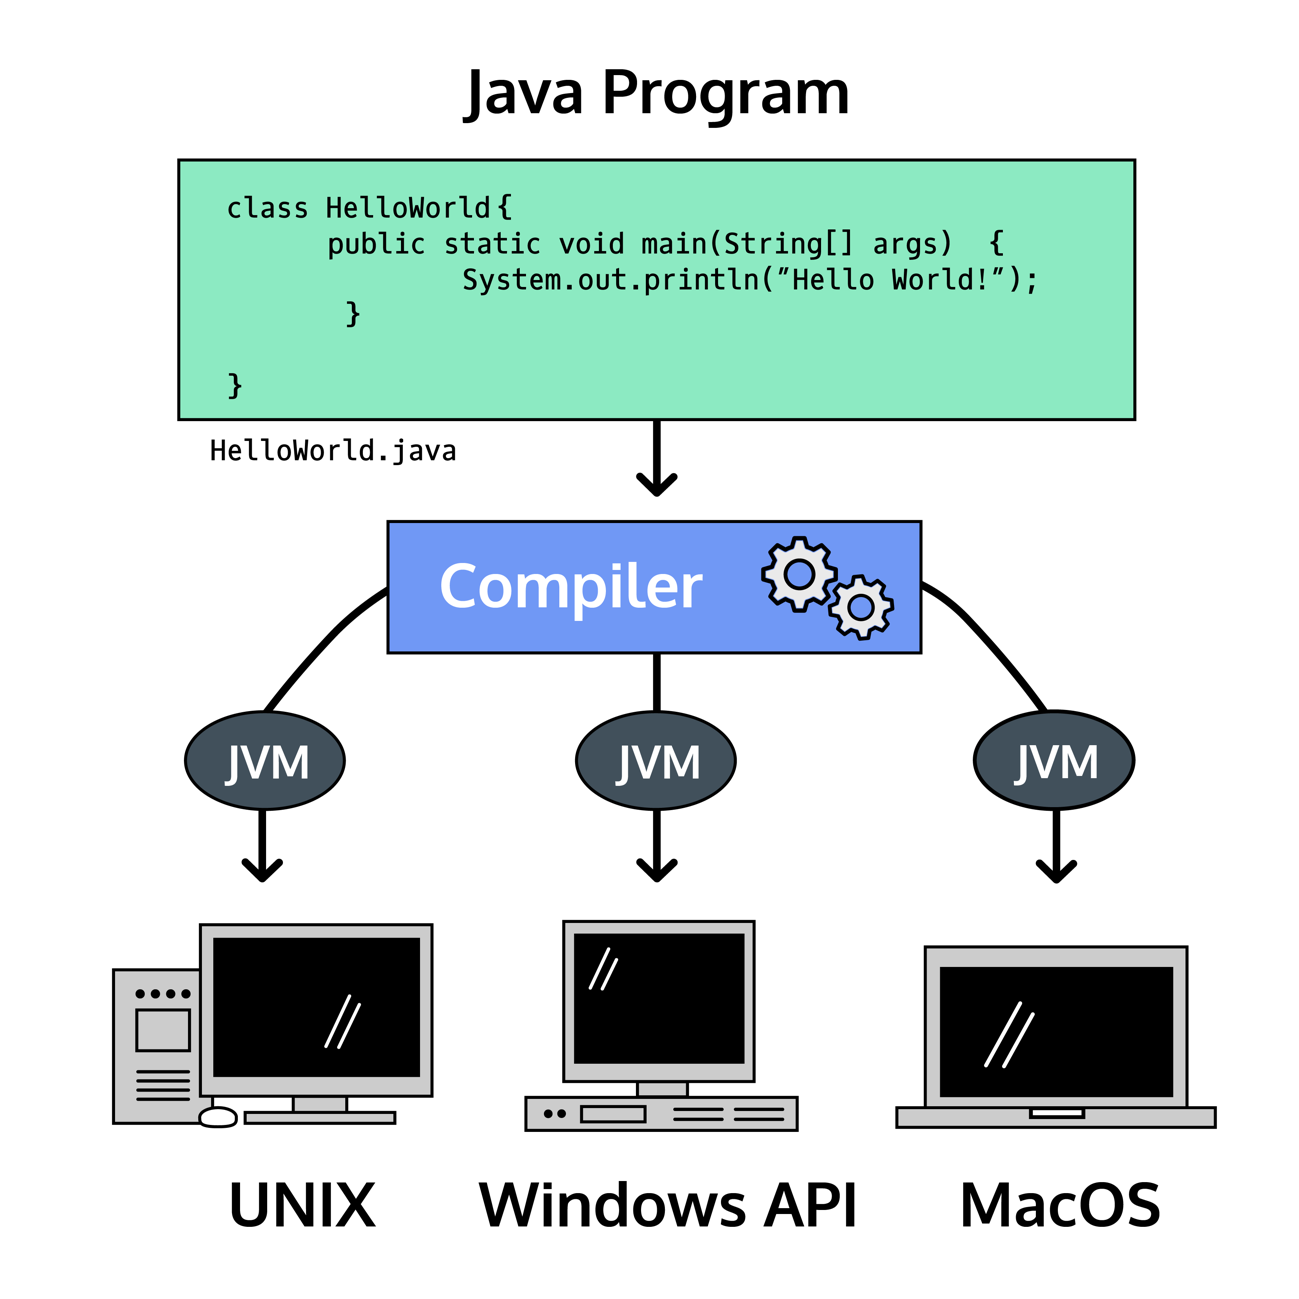 Java Program
class HelloWorld{
public static void main(String[] args) {
System.out.println("Hello World!");
}
}
HelloWorld.java
Compiler
JVM
JVM
JVM
UNIX
Windows API
MacOS